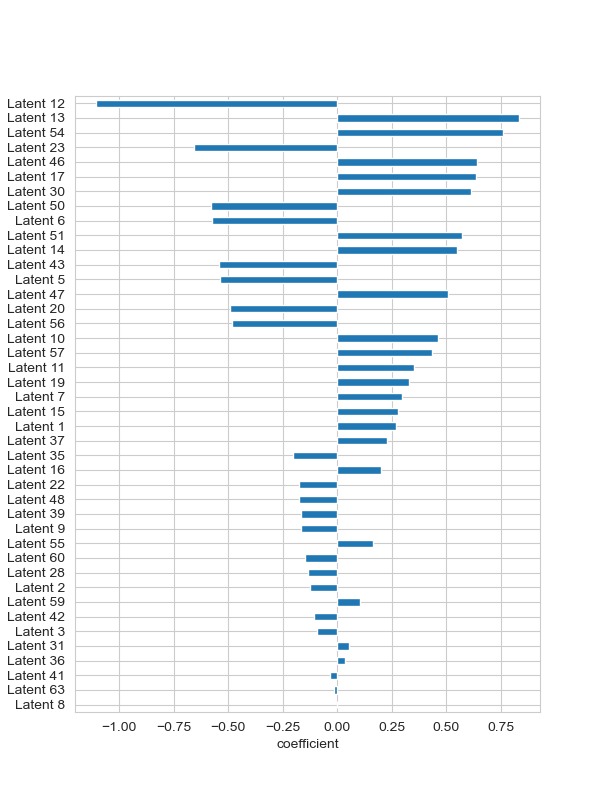 Latent 12
Latent 13
Latent 54
Latent 23
Latent 46
Latent 17
Latent 30
Latent 50
Latent 6
Latent 51
Latent 14
Latent 43
Latent 5
Latent 47
Latent 20
Latent 56
Latent 10
Latent 57
Latent 11
Latent 19
Latent 7
Latent 15
Latent 1
Latent 37
Latent 35
Latent 16
Latent 22
Latent 48
Latent 39
Latent 9
Latent 55
Latent 60
Latent 28
Latent 2
Latent 59
Latent 42
Latent 3
Latent 31
Latent 36
Latent 41
Latent 63
Latent 8
−1.00 −0.75 −0.50 −0.25 0.00 0.25 0.50 0.75
coefficient